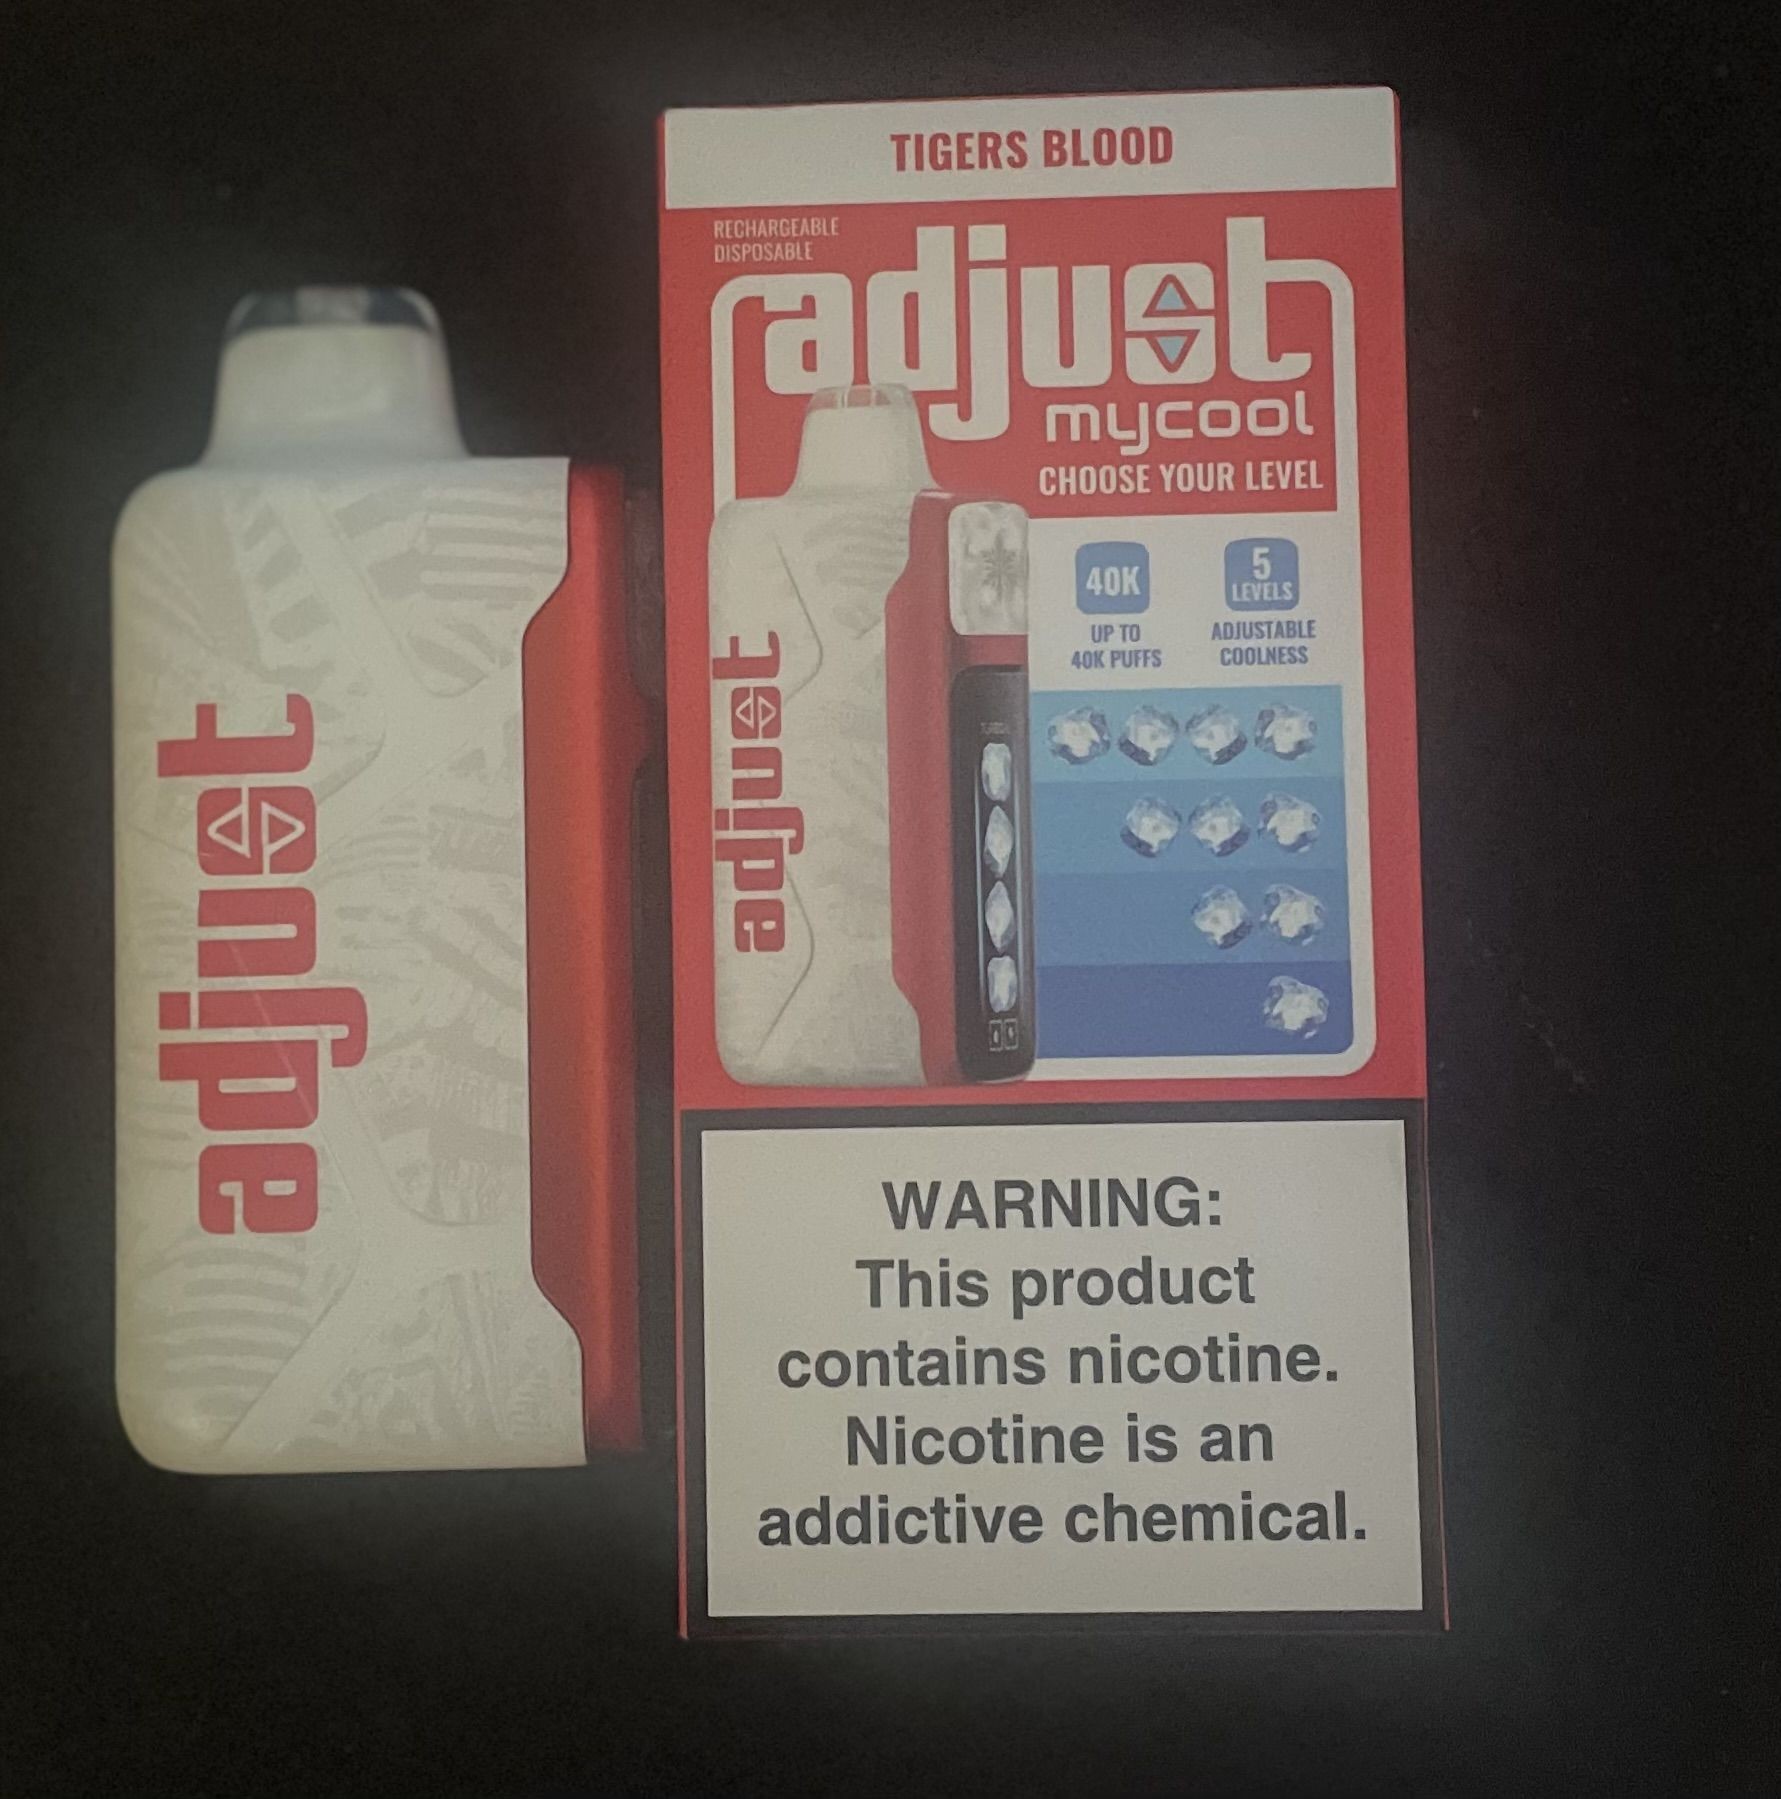 adjust
TIGERS BLOOD
RECHARGEABLE
DISPOSABLE
adjust
mycool
CHOOSE YOUR LEVEL
adjust
40K
UP TO
40K PUFFS
5
LEVELS
ADJUSTABLE
COOLNESS
WARNING:
This product
contains nicotine.
Nicotine is an
addictive chemical.